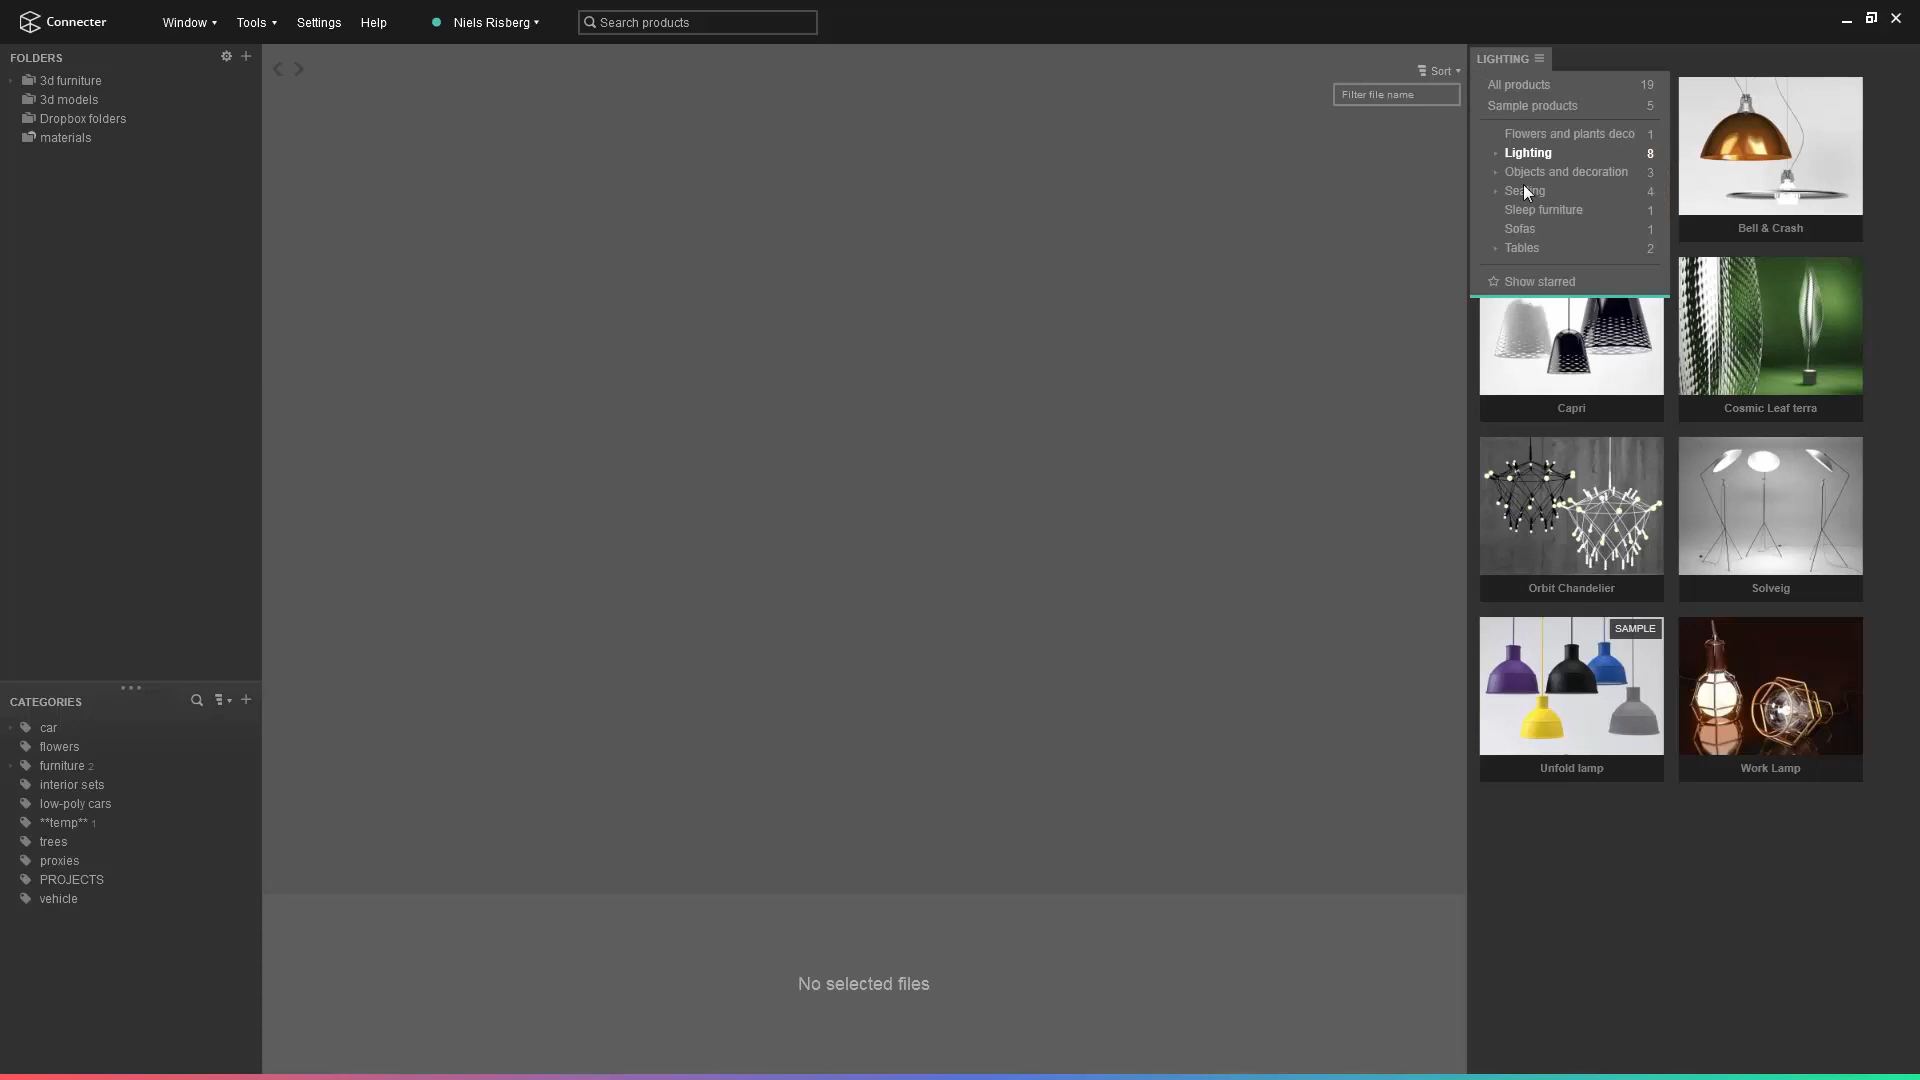 Connecter
Window
Tools
Settings
Help
Niels Risberg
Search products
FOLDERS
3d furniture
3d models
Dropbox folders
materials
CATEGORIES
car
flowers
furniture 2
interior sets
low-poly cars
**temp** 1
trees
proxies
PROJECTS
vehicle
Sort
Filter file name
No selected files
LIGHTING
All products 19
Sample products 5
Flowers and plants deco 1
Lighting 8
Objects and decoration 3
Seating 4
Sleep furniture 1
Sofas 1
Tables 2
Show starred
Bell & Crash
Capri
Cosmic Leaf terra
Orbit Chandelier
Solveig
SAMPLE
Unfold lamp
Work Lamp